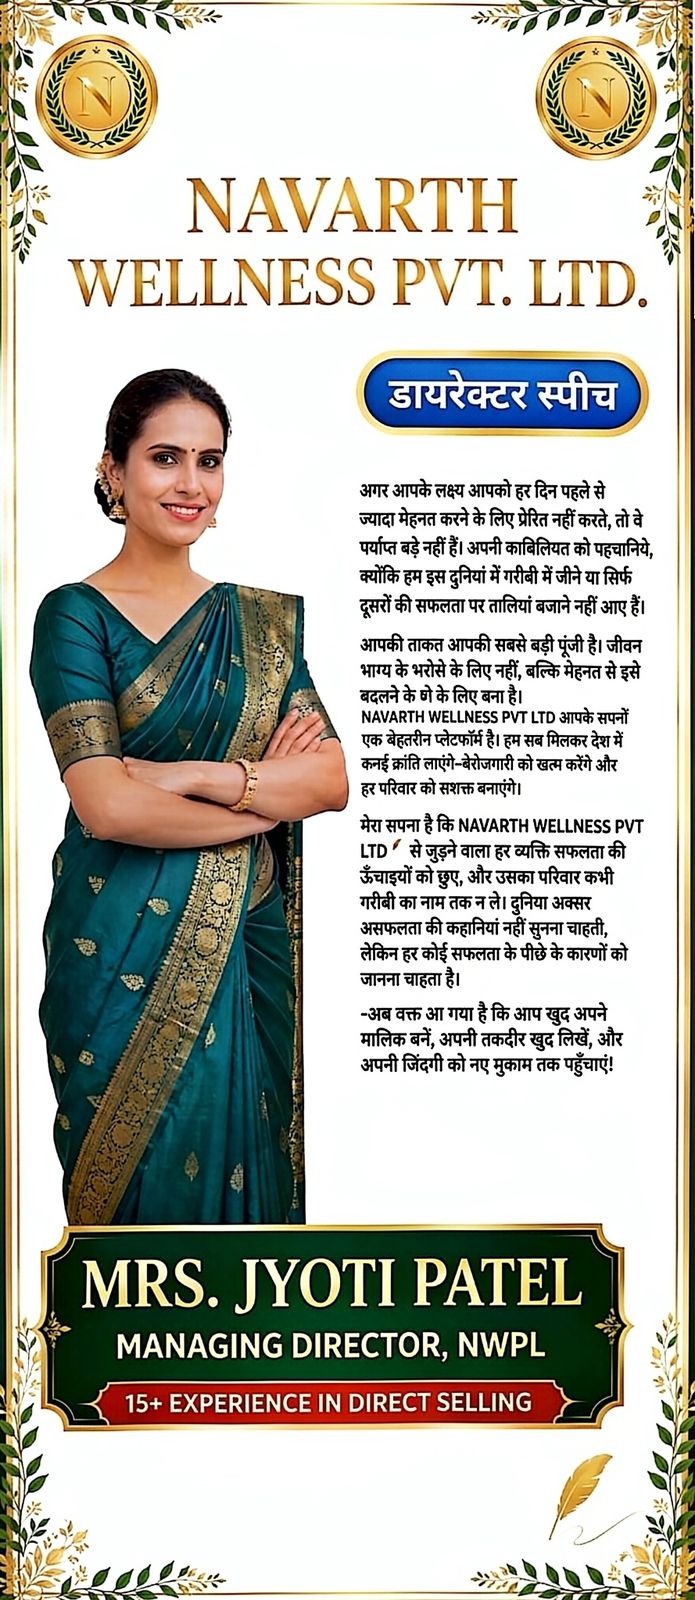 N
N
NAVARTH
WELLNESS PVT. LTD.
डायरेक्टर स्पीच
अगर आपके लक्ष्य आपको हर दिन पहले से
ज्यादा मेहनत करने के लिए प्रेरित नहीं करते, तो वे
पर्याप्त बड़े नहीं हैं। अपनी काबिलियत को पहचानिये,
क्योंकि हम इस दुनियां में गरीबी में जीने या सिर्फ
दूसरों की सफलता पर तालियां बजाने नहीं आए हैं।
आपकी ताकत आपकी सबसे बड़ी पूंजी है। जीवन
भाग्य के भरोसे के लिए नहीं, बल्कि मेहनत से इसे
बदलने के के लिए बना है।
NAVARTH WELLNESS PVT LTD आपके सपनों
एक बेहतरीन प्लेटफॉर्म है। हम सब मिलकर देश में
कनई क्रांति लाएंगे-बेरोजगारी को खत्म करेंगे और
हर परिवार को सशक्त बनाएंगे।
मेरा सपना है कि NAVARTH WELLNESS PVT
LTD से जुड़ने वाला हर व्यक्ति सफलता की
ऊँचाइयों को छुए, और उसका परिवार कभी
गरीबी का नाम तक न ले। दुनिया अक्सर
असफलता की कहानियां नहीं सुनना चाहती,
लेकिन हर कोई सफलता के पीछे के कारणों को
जानना चाहता है।
-अब वक्त आ गया है कि आप खुद अपने
मालिक बनें, अपनी तकदीर खुद लिखें, और
अपनी जिंदगी को नए मुकाम तक पहुँचाएं!
MRS. JYOTI PATEL
MANAGING DIRECTOR, NWPL
15+ EXPERIENCE IN DIRECT SELLING